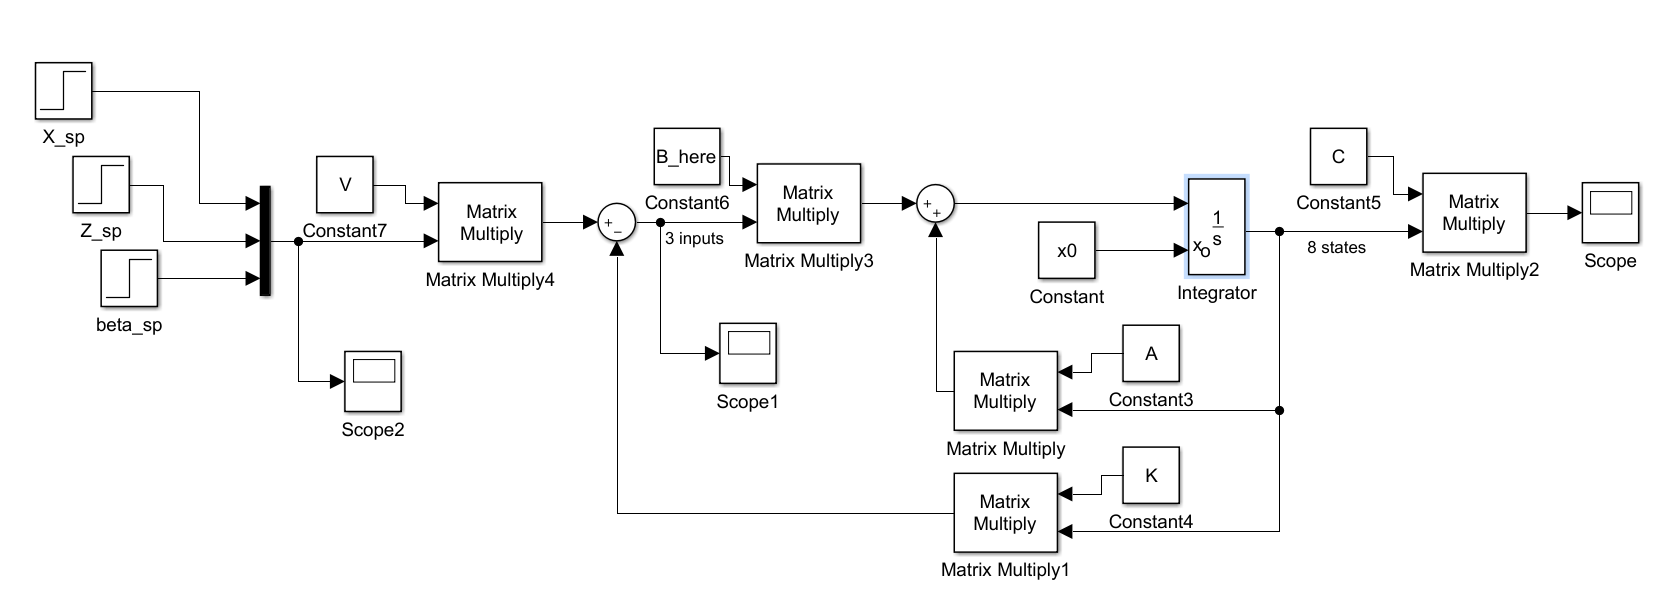 X_sp
Z_sp
beta_sp
V
Constant7
Matrix
Multiply
Matrix Multiply4
Scope2
+
−
B_here
Constant6
3 inputs
Matrix
Multiply
Matrix Multiply3
Scope1
+
+
x0
Constant
1
s
xo
Integrator
A
Constant3
Matrix
Multiply
Matrix Multiply
K
Constant4
Matrix
Multiply
Matrix Multiply1
8 states
C
Constant5
Matrix
Multiply
Matrix Multiply2
Scope